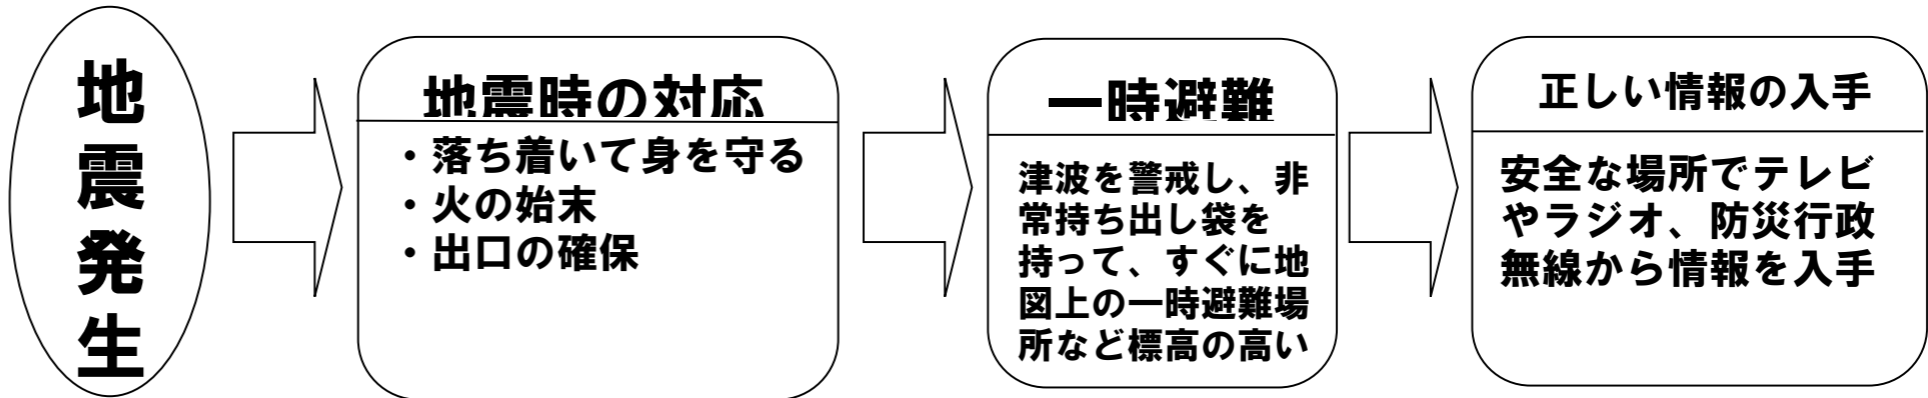 地震発生
地震時の対応
・落ち着いて身を守る
・火の始末
・出口の確保
一時避難
津波を警戒し、非
常持ち出し袋を
持って、すぐに地
図上の一時避難場
所など標高の高い
正しい情報の入手
安全な場所でテレビ
やラジオ、防災行政
無線から情報を入手